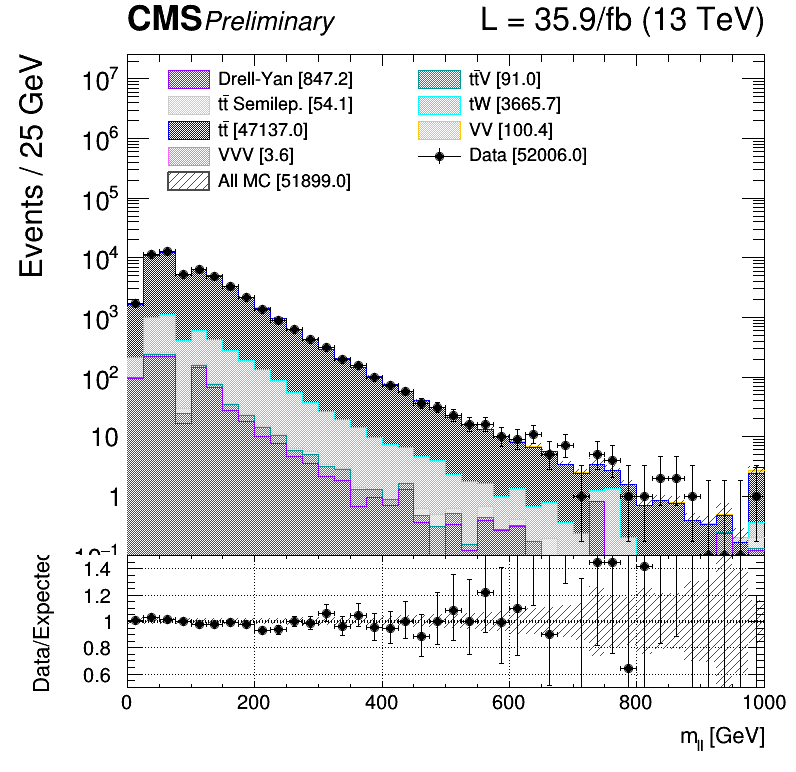 CMS Preliminary L = 35.9/fb (13 TeV)
Events / 25 GeV
Drell-Yan [847.2]
tt̄ Semilep. [54.1]
tt̄ [47137.0]
VVV [3.6]
All MC [51899.0]
tt̄V [91.0]
tW [3665.7]
VV [100.4]
Data [52006.0]
10⁷
10⁶
10⁵
10⁴
10³
10²
10
1
10⁻¹
Data/Expected
1.4
1.2
1
0.8
0.6
0 200 400 600 800 1000
m_ll [GeV]